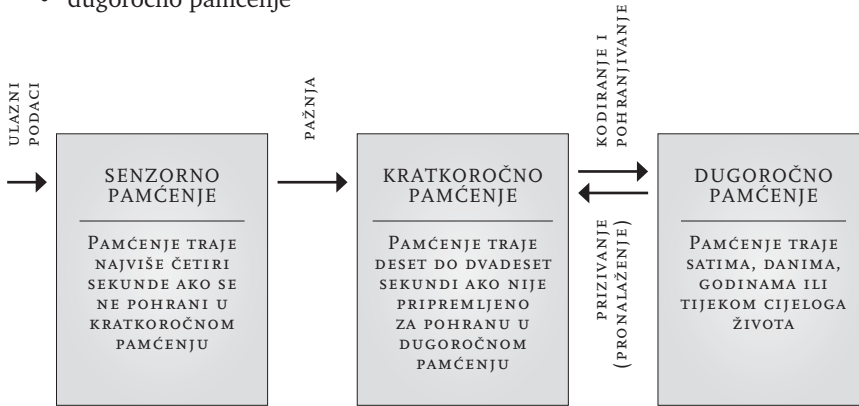 • dugoročno pamćenje
ULAZNI
PODACI
SENZORNO
PAMĆENJE
PAMĆENJE TRAJE
NAJVIŠE ČETIRI
SEKUNDE AKO SE
NE POHRANI U
KRATKOROČNOM
PAMĆENJU
PAŽNJA
KRATKOROČNO
PAMĆENJE
PAMĆENJE TRAJE
DESET DO DVADESET
SEKUNDI AKO NIJE
PRIPREMLJENO
ZA POHRANU U
DUGOROČNOM
PAMĆENJU
KODIRANJE I
POHRANJIVANJE
PRIZIVANJE
(PRONALAŽENJE)
DUGOROČNO
PAMĆENJE
PAMĆENJE TRAJE
SATIMA, DANIMA,
GODINAMA ILI
TIJEKOM CIJELOGA
ŽIVOTA